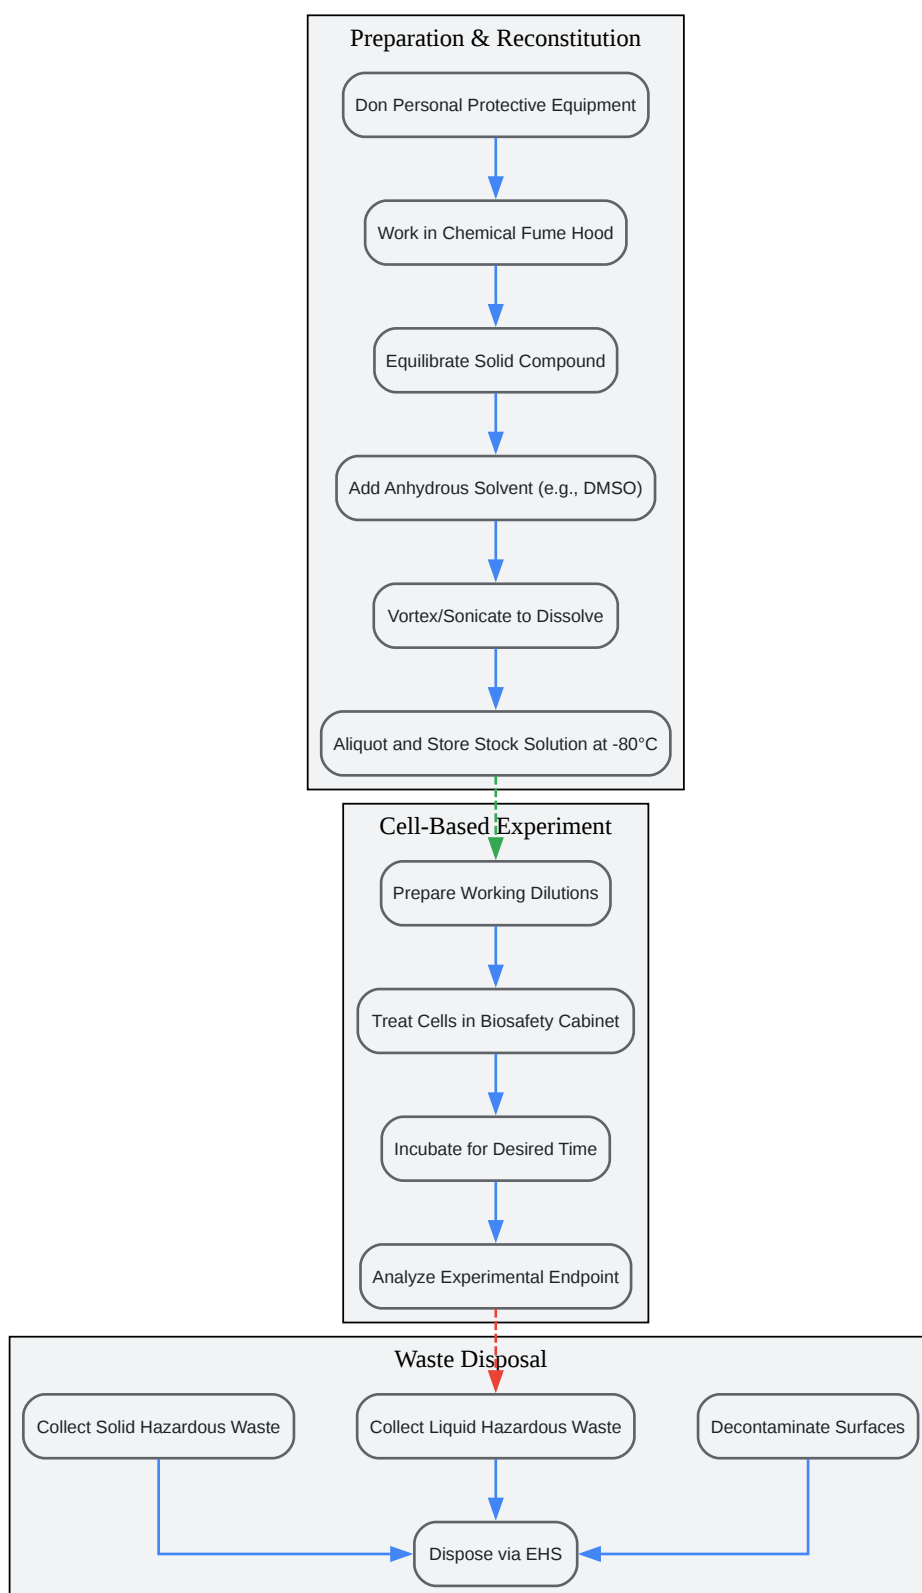 Preparation & Reconstitution
Don Personal Protective Equipment
Work in Chemical Fume Hood
Equilibrate Solid Compound
Add Anhydrous Solvent (e.g., DMSO)
Vortex/Sonicate to Dissolve
Aliquot and Store Stock Solution at -80°C
Cell-Based Experiment
Prepare Working Dilutions
Treat Cells in Biosafety Cabinet
Incubate for Desired Time
Analyze Experimental Endpoint
Waste Disposal
Collect Solid Hazardous Waste
Collect Liquid Hazardous Waste
Decontaminate Surfaces
Dispose via EHS